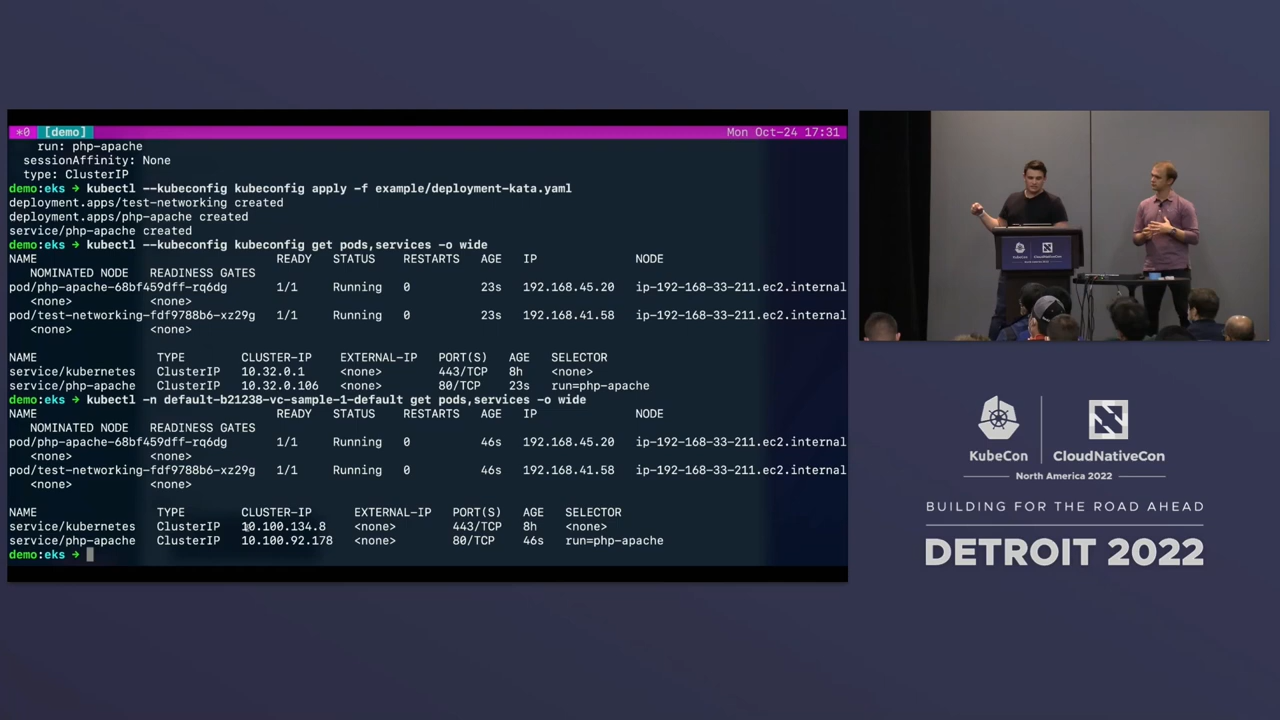 *0 [demo] Mon Oct-24 17:31
run: php-apache
sessionAffinity: None
type: ClusterIP
demo:eks → kubectl --kubeconfig kubeconfig apply -f example/deployment-kata.yaml
deployment.apps/test-networking created
deployment.apps/php-apache created
service/php-apache created
demo:eks → kubectl --kubeconfig kubeconfig get pods,services -o wide
NAME READY STATUS RESTARTS AGE IP NODE
NOMINATED NODE READINESS GATES
pod/php-apache-68bf459dff-rq6dg 1/1 Running 0 23s 192.168.45.20 ip-192-168-33-211.ec2.internal
<none> <none>
pod/test-networking-fdf9788b6-xz29g 1/1 Running 0 23s 192.168.41.58 ip-192-168-33-211.ec2.internal
<none> <none>
NAME TYPE CLUSTER-IP EXTERNAL-IP PORT(S) AGE SELECTOR
service/kubernetes ClusterIP 10.32.0.1 <none> 443/TCP 8h <none>
service/php-apache ClusterIP 10.32.0.106 <none> 80/TCP 23s run=php-apache
demo:eks → kubectl -n default-b21238-vc-sample-1-default get pods,services -o wide
NAME READY STATUS RESTARTS AGE IP NODE
NOMINATED NODE READINESS GATES
pod/php-apache-68bf459dff-rq6dg 1/1 Running 0 46s 192.168.45.20 ip-192-168-33-211.ec2.internal
<none> <none>
pod/test-networking-fdf9788b6-xz29g 1/1 Running 0 46s 192.168.41.58 ip-192-168-33-211.ec2.internal
<none> <none>
NAME TYPE CLUSTER-IP EXTERNAL-IP PORT(S) AGE SELECTOR
service/kubernetes ClusterIP 10.100.134.8 <none> 443/TCP 8h <none>
service/php-apache ClusterIP 10.100.92.178 <none> 80/TCP 46s run=php-apache
demo:eks →
KubeCon CloudNativeCon
KubeCon CloudNativeCon
North America 2022
BUILDING FOR THE ROAD AHEAD
DETROIT 2022